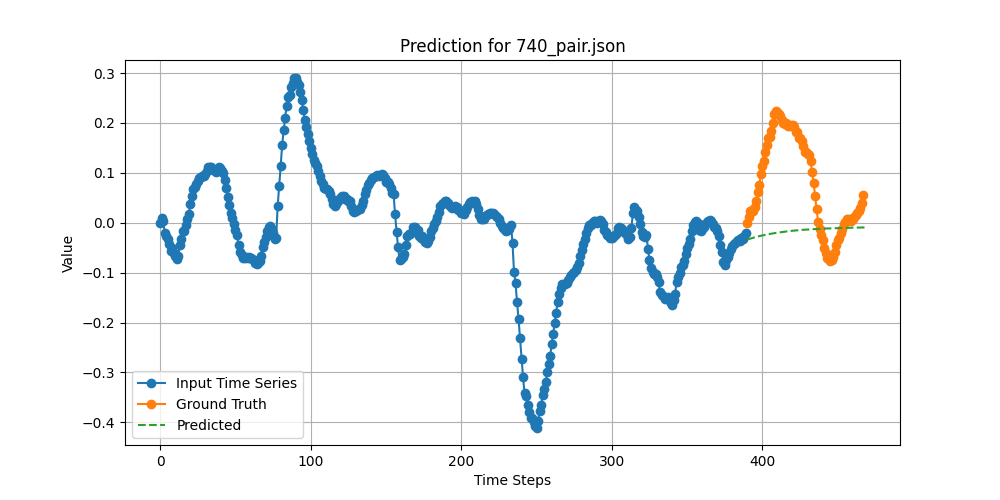 Prediction for 740_pair.json
0.3
0.2
0.1
0.0
−0.1
−0.2
−0.3
−0.4
Value
Input Time Series
Ground Truth
Predicted
0 100 200 300 400
Time Steps